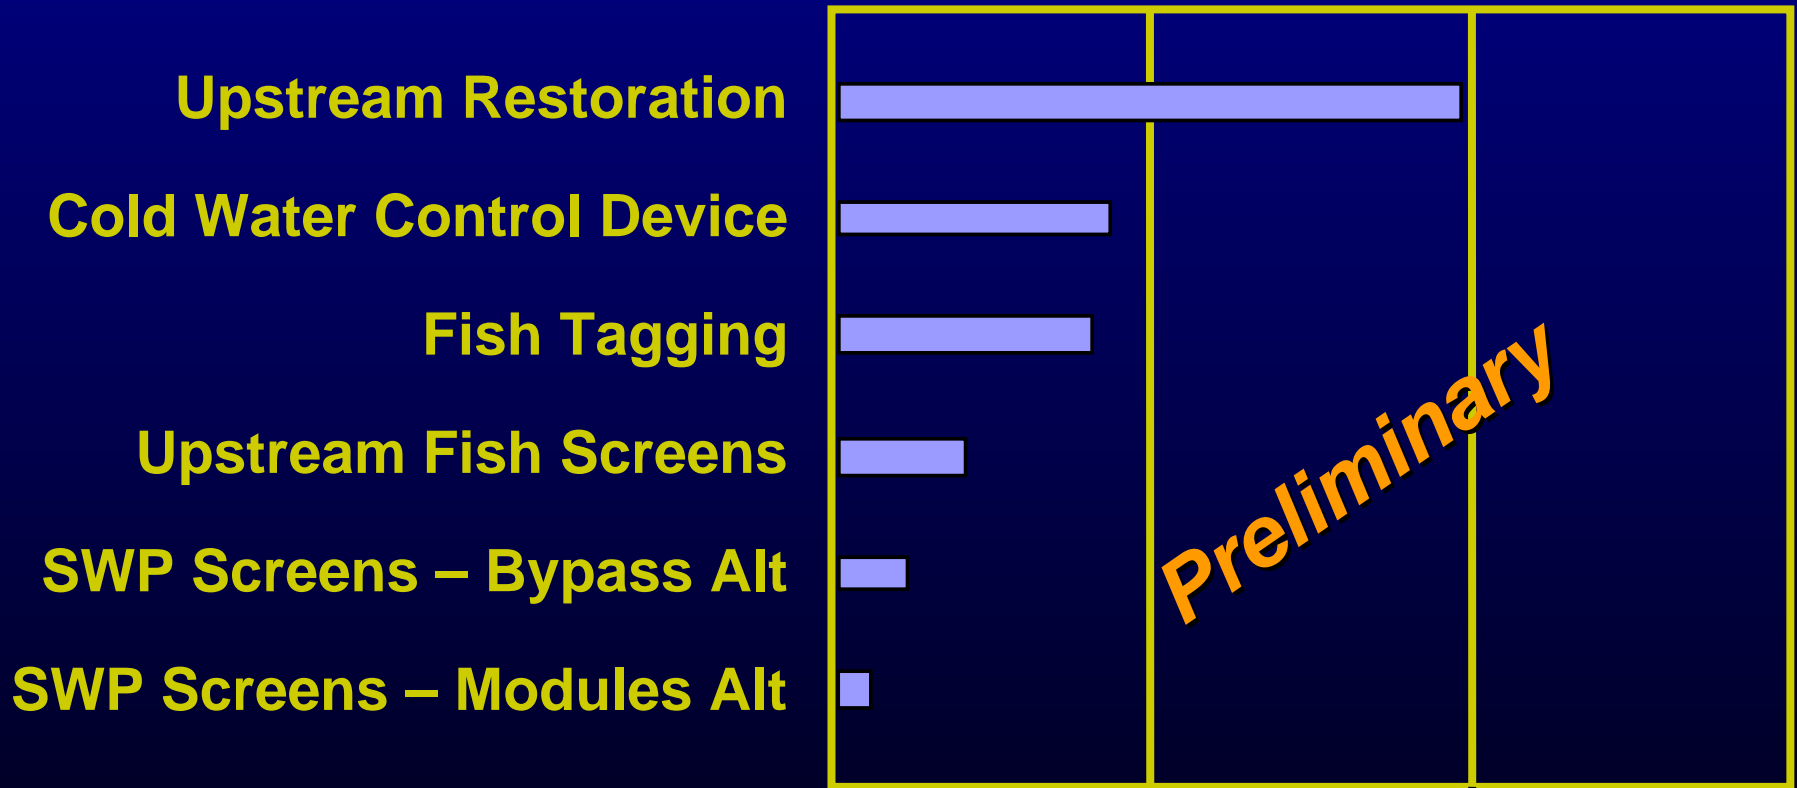 Upstream Restoration
Cold Water Control Device
Fish Tagging
Upstream Fish Screens
SWP Screens – Bypass Alt
SWP Screens – Modules Alt
Preliminary